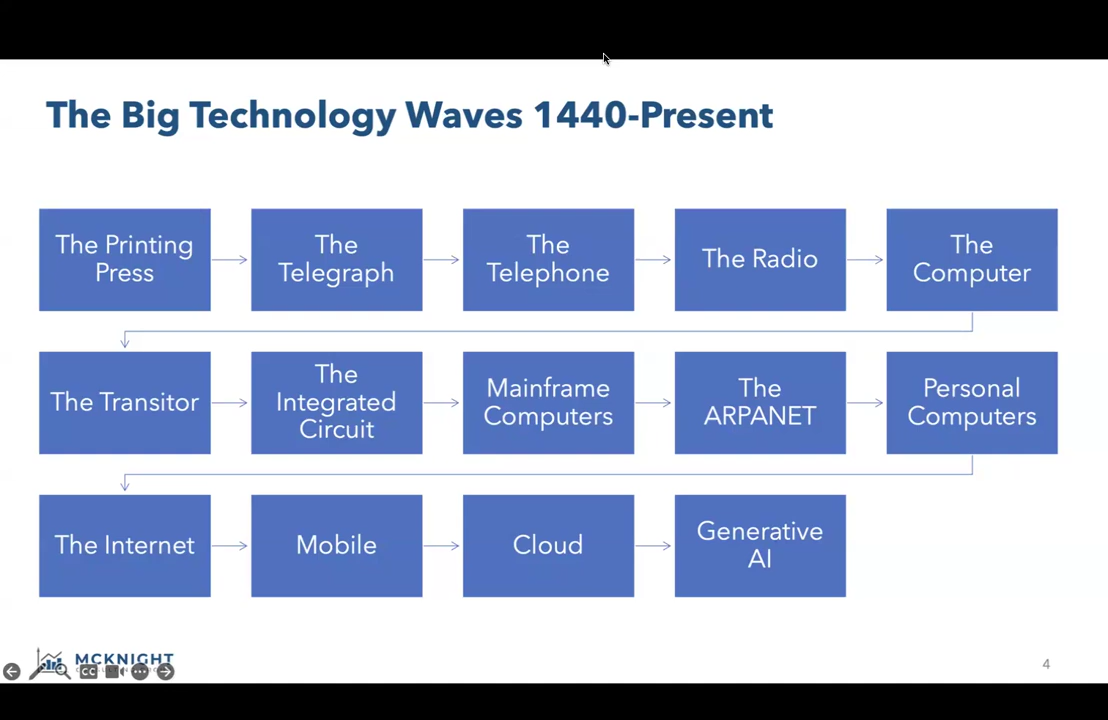 The Big Technology Waves 1440-Present
The Printing
Press
The
Telegraph
The
Telephone
The Radio
The
Computer
The Transitor
The
Integrated
Circuit
Mainframe
Computers
The
ARPANET
Personal
Computers
The Internet
Mobile
Cloud
Generative
AI
MCKNIGHT
CC
4